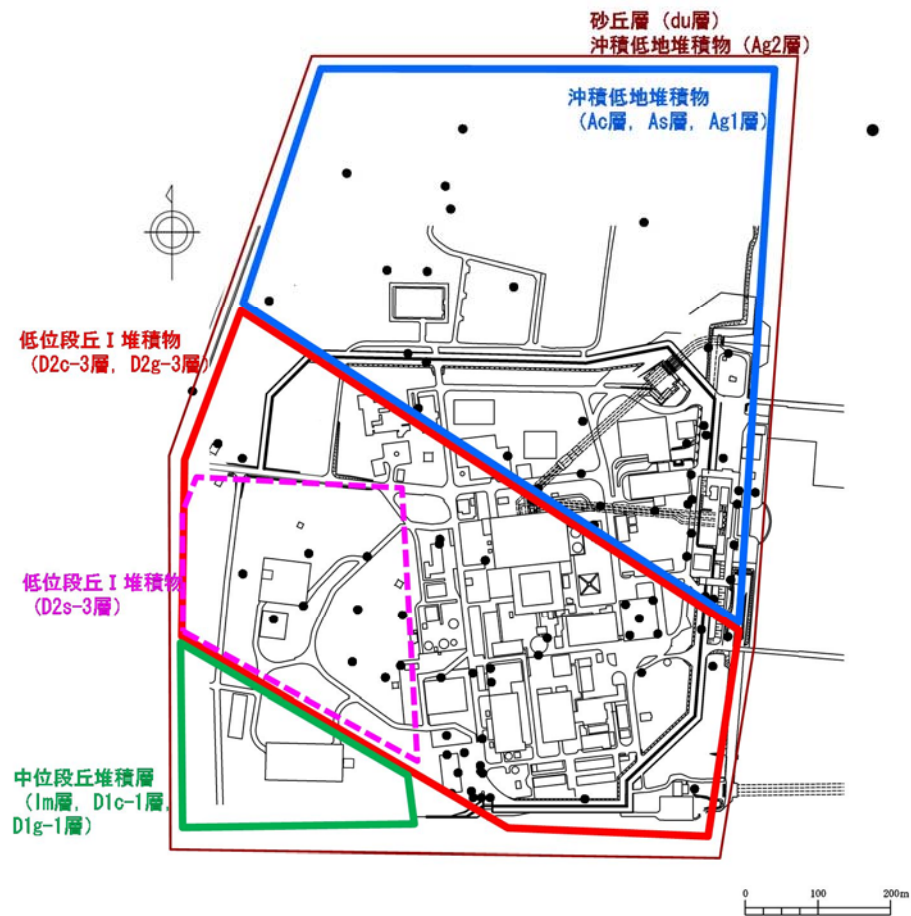 砂丘層（du層）
沖積低地堆積物（Ag2層）
沖積低地堆積物
（Ac層, As層, Ag1層）
低位段丘Ⅰ堆積物
（D2c-3層, D2g-3層）
低位段丘Ⅰ堆積物
（D2s-3層）
中位段丘堆積層
（lm層, D1c-1層,
D1g-1層）
0 100 200m